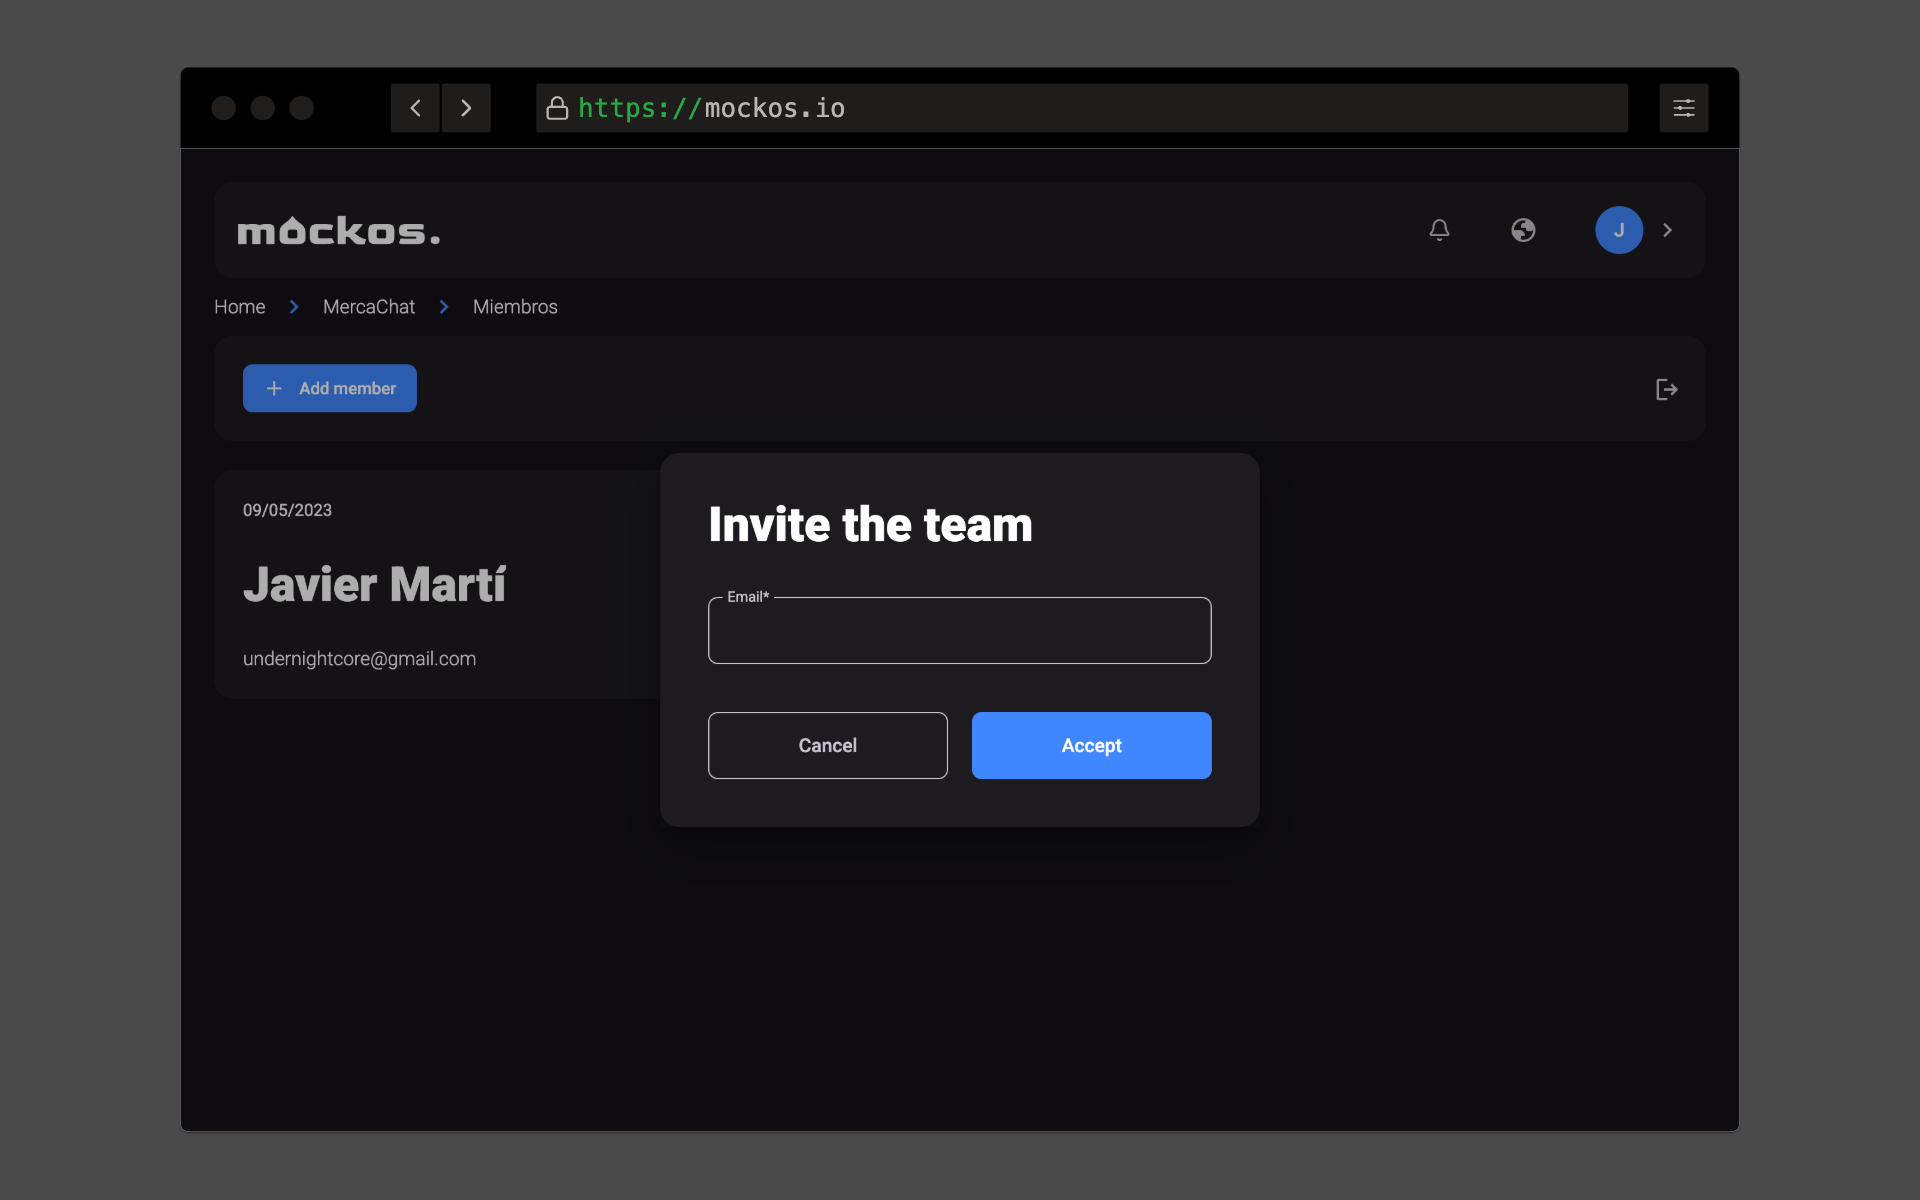 https://mockos.io
mockos.
J
Home MercaChat Miembros
+ Add member
09/05/2023
Javier Martí
undernightcore@gmail.com
Invite the team
Email*
Cancel Accept